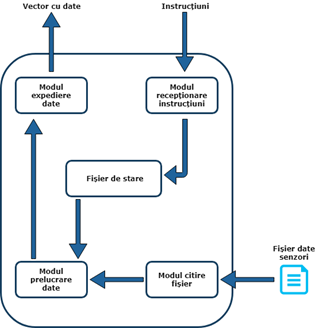 Vector cu date
Instrucțiuni
Modul
expediere
date
Modul
recepționare
instrucțiuni
Fișier de stare
Fișier date
senzori
Modul
prelucrare
date
Modul citire
fișier